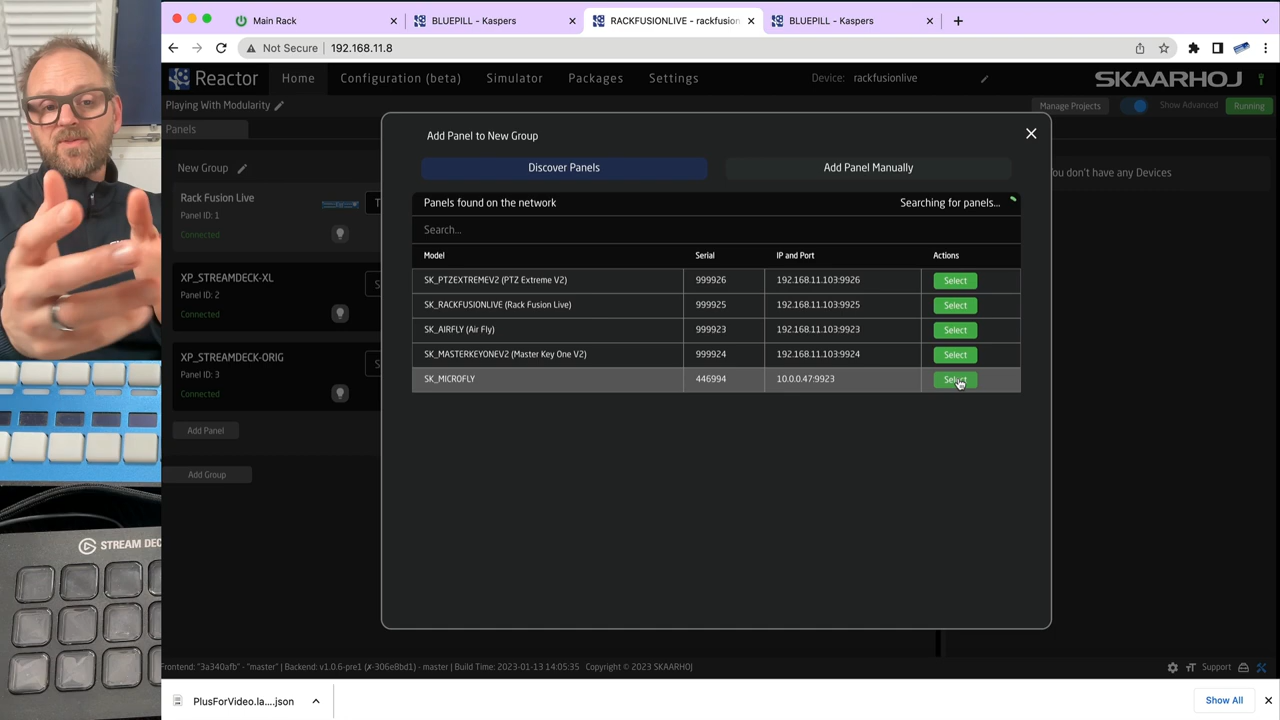 Main Rack
BLUEPILL - Kaspers
RACKFUSIONLIVE - rackfusion
BLUEPILL - Kaspers
Not Secure
192.168.11.8
Reactor
Home
Configuration (beta)
Simulator
Packages
Settings
Device: rackfusionlive
SKAARHOJ
Playing With Modularity
Manage Projects
Show Advanced
Running
Panels
New Group
Rack Fusion Live
Panel ID: 1
Connected
XP_STREAMDECK-XL
Panel ID: 2
Connected
XP_STREAMDECK-ORIG
Panel ID: 3
Connected
Add Panel
Add Group
Add Panel to New Group
Discover Panels
Add Panel Manually
Panels found on the network
Searching for panels...
Search...
Model Serial IP and Port Actions
SK_PTZEXTREMEV2 (PTZ Extreme V2) 999926 192.168.11.103:9926 Select
SK_RACKFUSIONLIVE (Rack Fusion Live) 999925 192.168.11.103:9925 Select
SK_AIRFLY (Air Fly) 999923 192.168.11.103:9923 Select
SK_MASTERKEYONEV2 (Master Key One V2) 999924 192.168.11.103:9924 Select
SK_MICROFLY 446994 10.0.0.47:9923 Select
ou don't have any Devices
STREAM DEC
Frontend: "3a340afb" - "master" | Backend: v1.0.6-pre1 (✗-306e8bd1) - master | Build Time: 2023-01-13 14:05:35 Copyright © 2023 SKAARHOJ
Support
PlusForVideo.la....json
Show All